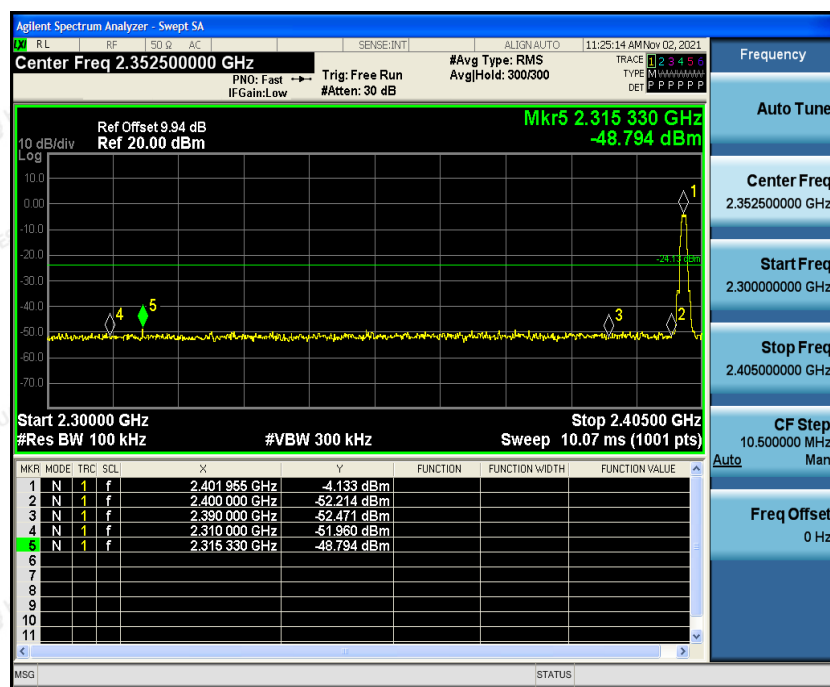 Agilent Spectrum Analyzer - Swept SA
LXI RL RF 50 Ω AC SENSE:INT ALIGN AUTO 11:25:14 AM Nov 02, 2021
Center Freq 2.352500000 GHz
PNO: Fast
IFGain:Low
Trig: Free Run
#Atten: 30 dB
#Avg Type: RMS
Avg|Hold: 300/300
TRACE 1 2 3 4 5 6
TYPE M WWWWW
DET P P P P P P
Mkr5 2.315 330 GHz
-48.794 dBm
Ref Offset 9.94 dB
10 dB/div Ref 20.00 dBm
Log
10.0
0.00
-10.0
-20.0
-30.0
-40.0
-50.0
-60.0
-70.0
-24.13 dBm
1
2
3
4
5
Start 2.30000 GHz Stop 2.40500 GHz
#Res BW 100 kHz #VBW 300 kHz Sweep 10.07 ms (1001 pts)
MKR MODE TRC SCL X Y FUNCTION FUNCTION WIDTH FUNCTION VALUE
1 N 1 f 2.401 955 GHz -4.133 dBm
2 N 1 f 2.400 000 GHz -52.214 dBm
3 N 1 f 2.390 000 GHz -52.471 dBm
4 N 1 f 2.310 000 GHz -51.960 dBm
5 N 1 f 2.315 330 GHz -48.794 dBm
6
7
8
9
10
11
MSG STATUS
Frequency
Auto Tune
Center Freq
2.352500000 GHz
Start Freq
2.300000000 GHz
Stop Freq
2.405000000 GHz
CF Step
10.500000 MHz
Auto Man
Freq Offset
0 Hz